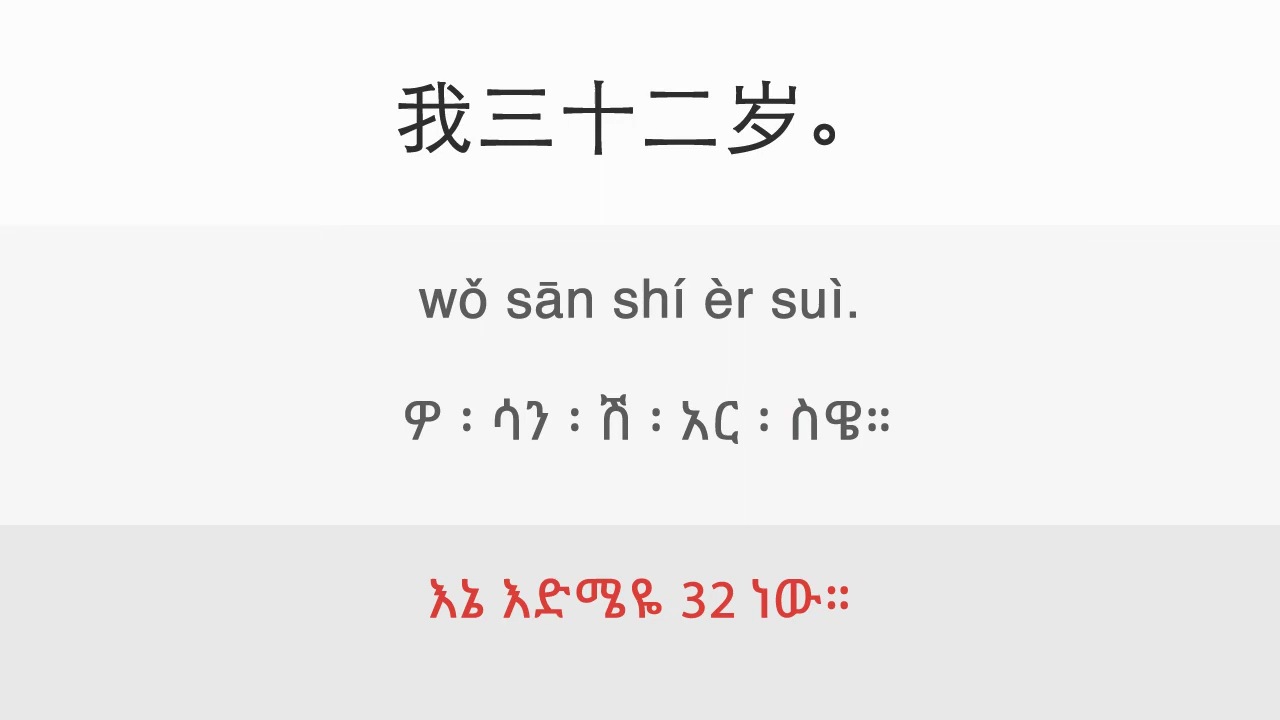 我三十二岁。
wǒ sān shí èr suì.
ዎ ፡ ሳን ፡ ሽ ፡ አር ፡ ስዌ።
እኔ እድሜዬ 32 ነው።